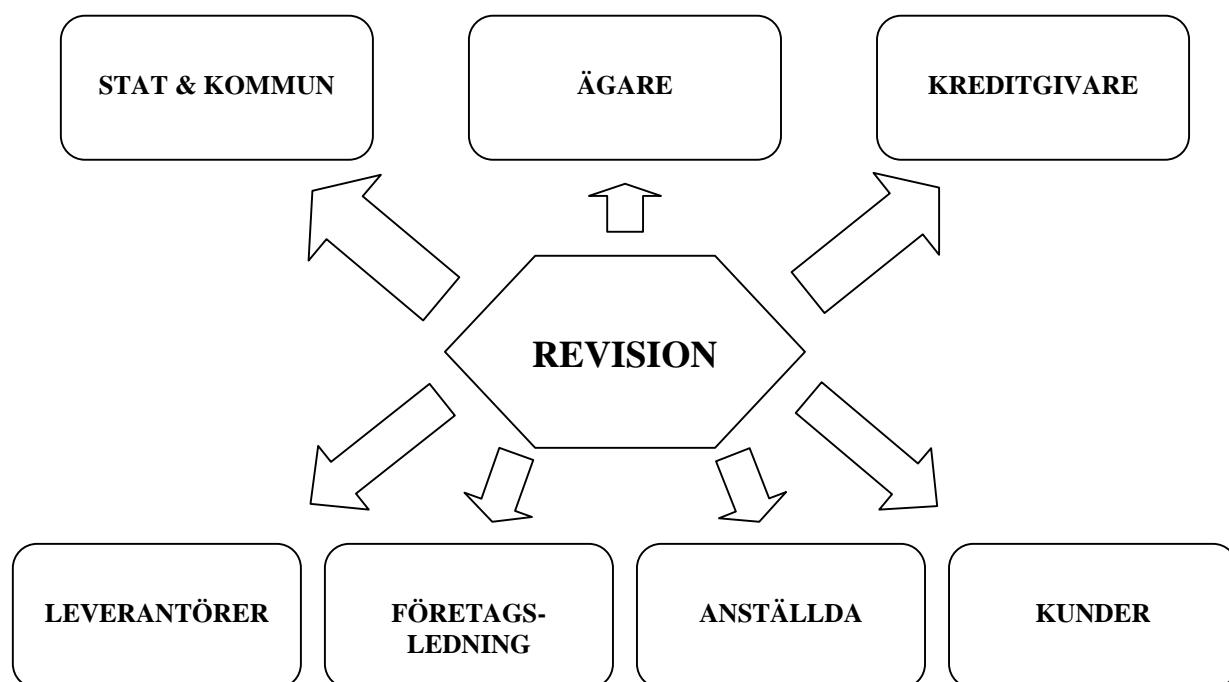 STAT & KOMMUN
ÄGARE
KREDITGIVARE
REVISION
LEVERANTÖRER
FÖRETAGS-
LEDNING
ANSTÄLLDA
KUNDER